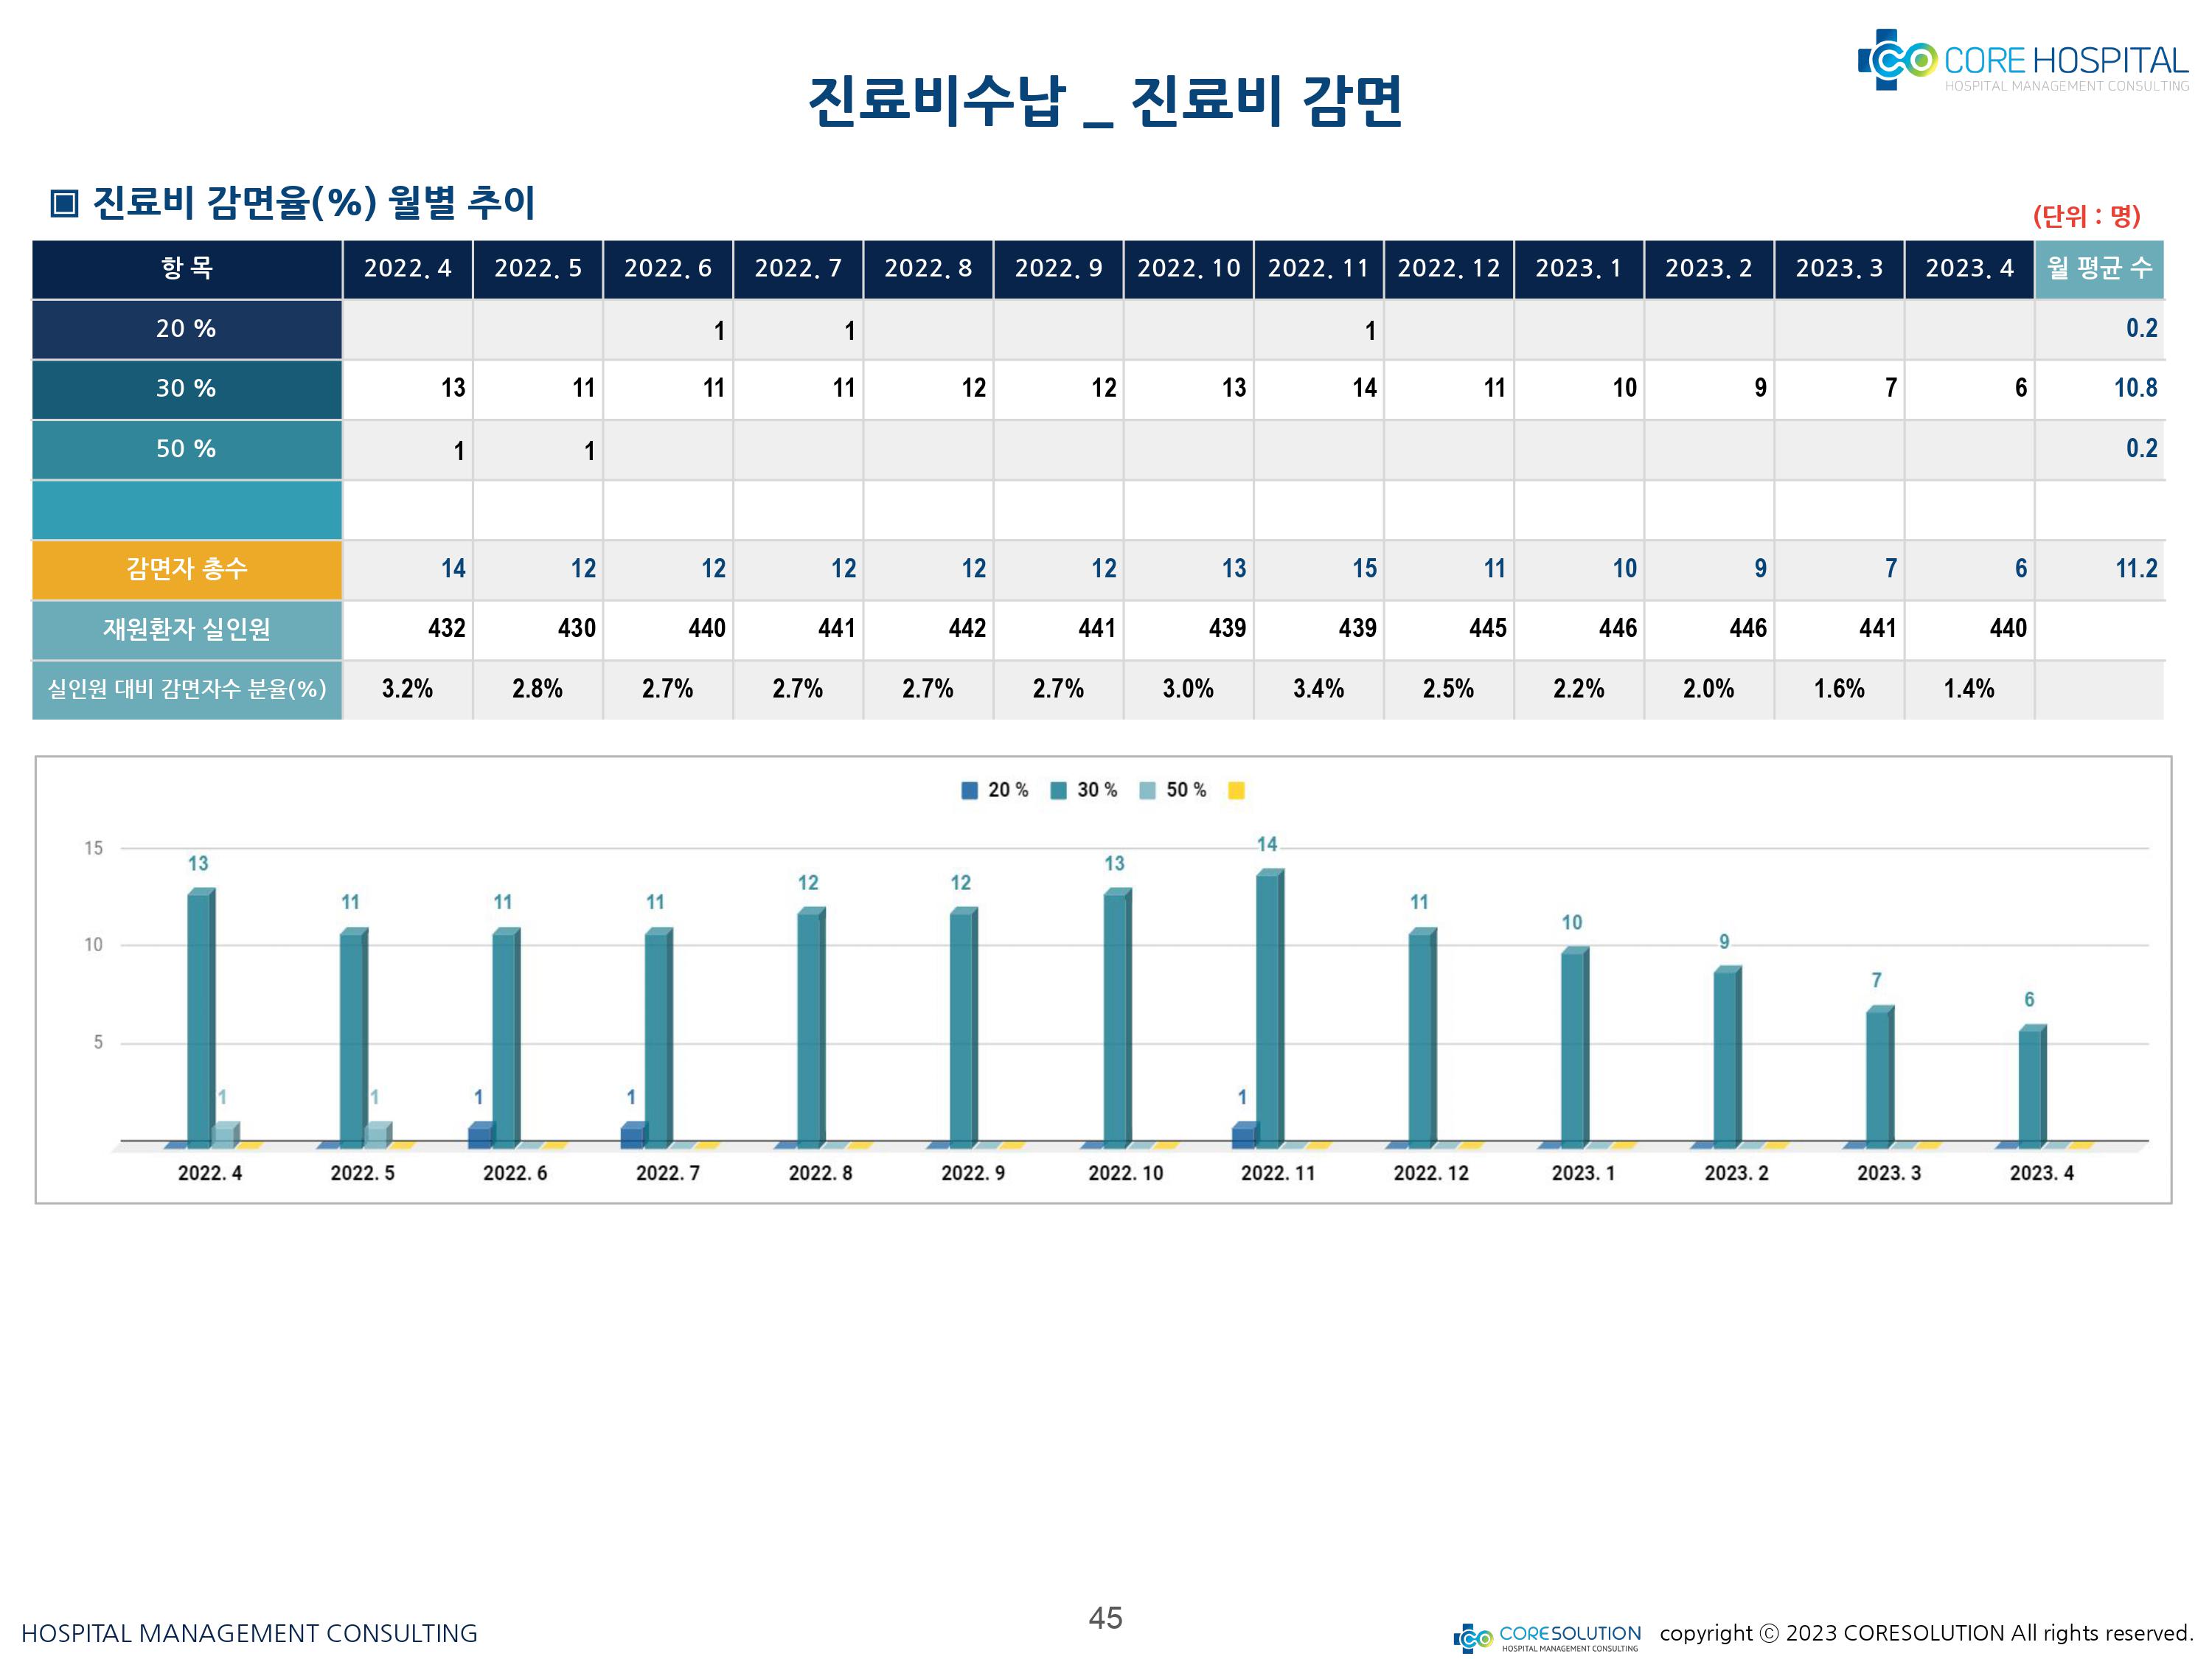 CORE HOSPITAL
HOSPITAL MANAGEMENT CONSULTING
진료비수납 _ 진료비 감면
▣ 진료비 감면율(%) 월별 추이
(단위 : 명)
항 목 2022. 4 2022. 5 2022. 6 2022. 7 2022. 8 2022. 9 2022. 10 2022. 11 2022. 12 2023. 1 2023. 2 2023. 3 2023. 4 월 평균 수
20 % 1 1 1 0.2
30 % 13 11 11 11 12 12 13 14 11 10 9 7 6 10.8
50 % 1 1 0.2
감면자 총수 14 12 12 12 12 12 13 15 11 10 9 7 6 11.2
재원환자 실인원 432 430 440 441 442 441 439 439 445 446 446 441 440
실인원 대비 감면자수 분율(%) 3.2% 2.8% 2.7% 2.7% 2.7% 2.7% 3.0% 3.4% 2.5% 2.2% 2.0% 1.6% 1.4%
20 % 30 % 50 %
15
10
5
13 11 11 11 12 12 13 14 11 10 9 7 6
1 1 1 1 1
2022. 4 2022. 5 2022. 6 2022. 7 2022. 8 2022. 9 2022. 10 2022. 11 2022. 12 2023. 1 2023. 2 2023. 3 2023. 4
HOSPITAL MANAGEMENT CONSULTING
45
CORESOLUTION
HOSPITAL MANAGEMENT CONSULTING
copyright ⓒ 2023 CORESOLUTION All rights reserved.